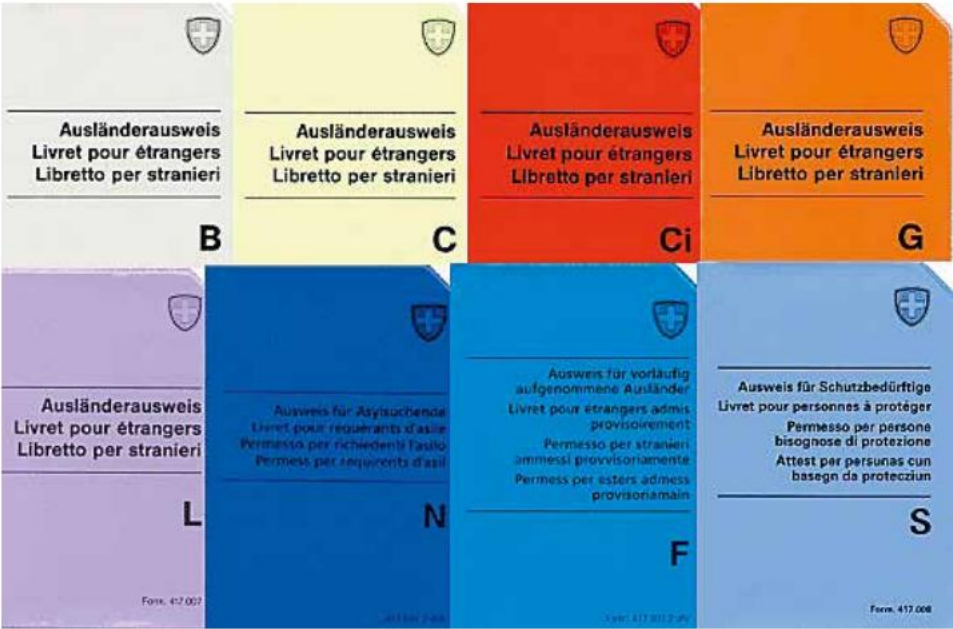 Ausländerausweis
Livret pour étrangers
Libretto per stranieri
B
Ausländerausweis
Livret pour étrangers
Libretto per stranieri
C
Ausländerausweis
Livret pour étrangers
Libretto per stranieri
Ci
Ausländerausweis
Livret pour étrangers
Libretto per stranieri
G
Ausländerausweis
Livret pour étrangers
Libretto per stranieri
L
Form. 417.007
Ausweis für Asylsuchende
Livret pour requérants d'asile
Permesso per richiedenti l'asilo
Permess per requirents d'asil
N
Ausweis für vorläufig
aufgenommene Ausländer
Livret pour étrangers admis
provisoirement
Permesso per stranieri
ammessi provvisoriamente
Permess per esters admess
provisoriamain
F
Ausweis für Schutzbedürftige
Livret pour personnes à protéger
Permesso per persone
bisognose di protezione
Attest per persunas cun
basegn da protecziun
S
Form. 417.008